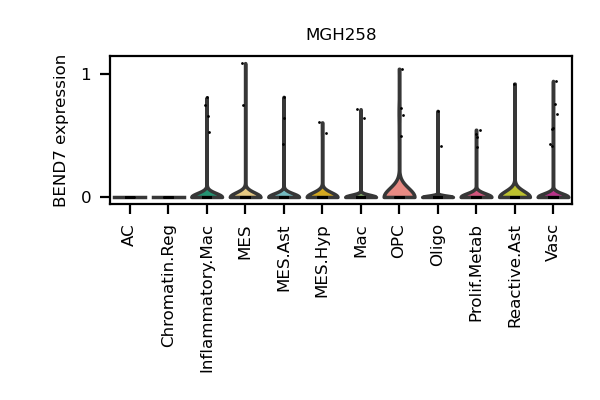 MGH258
BEND7 expression
1
0
AC
Chromatin.Reg
Inflammatory.Mac
MES
MES.Ast
MES.Hyp
Mac
OPC
Oligo
Prolif.Metab
Reactive.Ast
Vasc